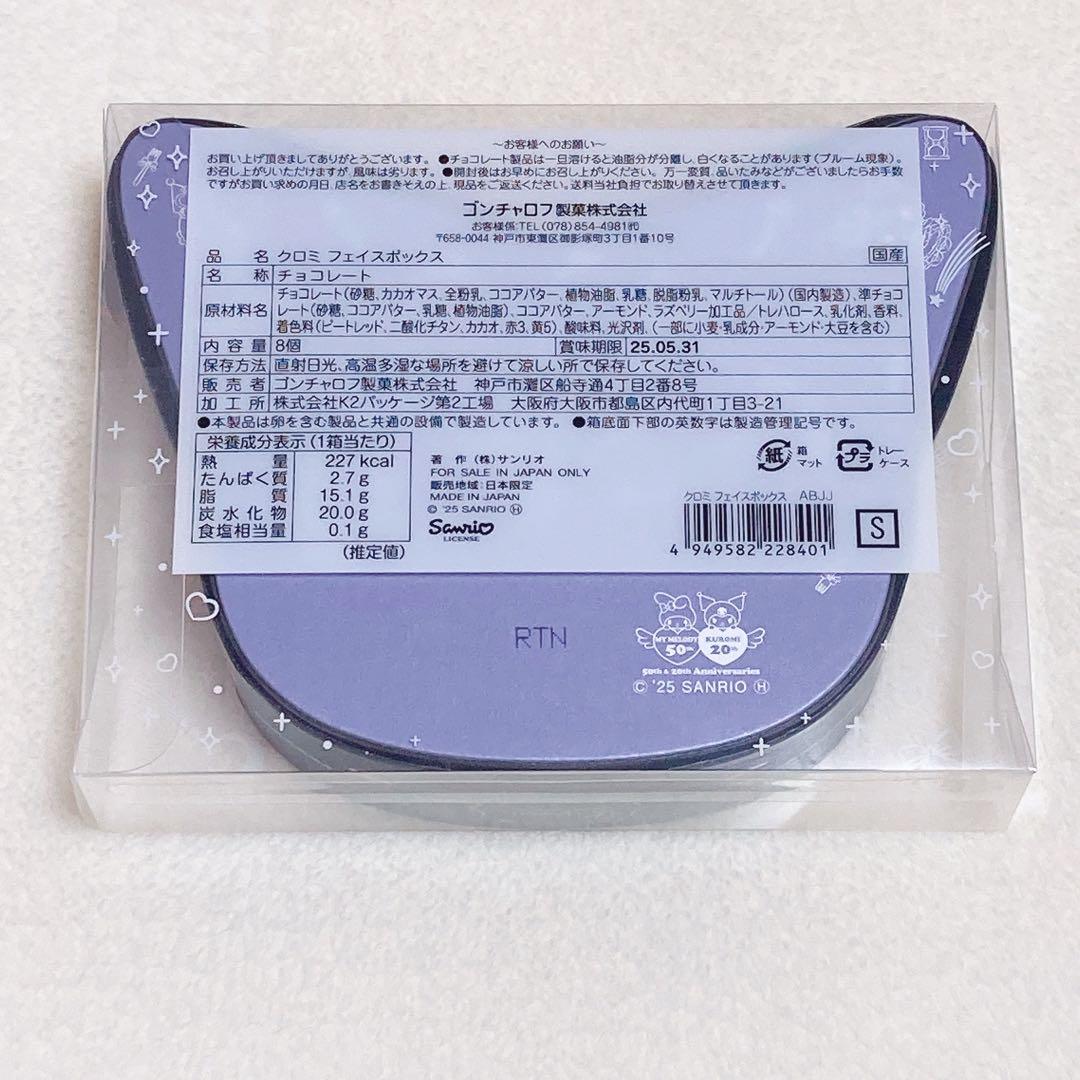 ～お客様へのお願い～
お買い上げ頂きましてありがとうございます。 ●チョコレート製品は一旦溶けると油脂分が分離し、白くなることがあります(ブルーム現象)。
お召し上がりいただけますが、風味は劣ります。 ●開封後はお早めにお召し上がりください。 万一変質、品いたみなどがございましたらお手数
ですがお買い求めの月日、店名をお書きそえの上、現品をご返送ください。送料当社負担でお取り替えさせて頂きます。
ゴンチャロフ製菓株式会社
お客様係:TEL(078)854-4981㈹
〒658-0044 神戸市東灘区御影塚町3丁目1番10号
品名 クロミ フェイスボックス 国産
名称 チョコレート
原材料名 チョコレート(砂糖、カカオマス、全粉乳、ココアバター、植物油脂、乳糖、脱脂粉乳、マルチトール)(国内製造)、準チョコ
レート(砂糖、ココアバター、乳糖、植物油脂)、ココアバター、アーモンド、ラズベリー加工品/トレハロース、乳化剤、香料、
着色料(ビートレッド、二酸化チタン、カカオ、赤3、黄5)、酸味料、光沢剤、(一部に小麦・乳成分・アーモンド・大豆を含む)
内容量 8個 賞味期限 25.05.31
保存方法 直射日光、高温多湿な場所を避けて涼しい所で保存してください。
販売者 ゴンチャロフ製菓株式会社 神戸市灘区船寺通4丁目2番8号
加工所 株式会社K2パッケージ第2工場 大阪府大阪市都島区内代町1丁目3-21
●本製品は卵を含む製品と共通の設備で製造しています。 ●箱底面下部の英数字は製造管理記号です。
栄養成分表示(1箱当たり)
熱量 227kcal
たんぱく質 2.7g
脂質 15.1g
炭水化物 20.0g
食塩相当量 0.1g
(推定値)
著作(株)サンリオ
FOR SALE IN JAPAN ONLY
販売地域:日本限定
MADE IN JAPAN
© '25 SANRIO Ⓗ
Sanrio
LICENSE
紙 箱
マット
プラ トレー
ケース
クロミ フェイスボックス ABJJ
4 949582 228401
S
RTN
MY MELODY KUROMI
50th 20th
50th & 20th Anniversaries
© '25 SANRIO Ⓗ